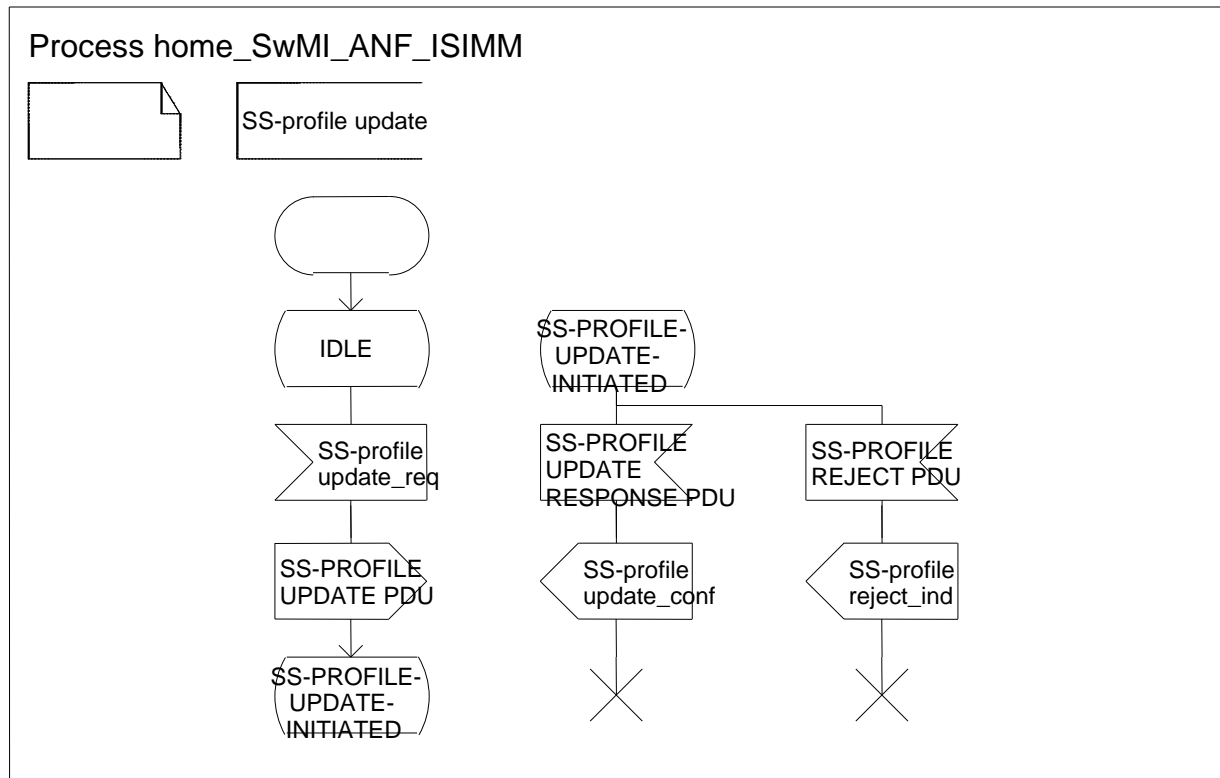 Process home_SwMI_ANF_ISIMM
SS-profile update
IDLE
SS-profile
update_req
SS-PROFILE
UPDATE PDU
SS-PROFILE-
UPDATE-
INITIATED
SS-PROFILE-
UPDATE-
INITIATED
SS-PROFILE
UPDATE
RESPONSE PDU
SS-profile
update_conf
SS-PROFILE
REJECT PDU
SS-profile
reject_ind